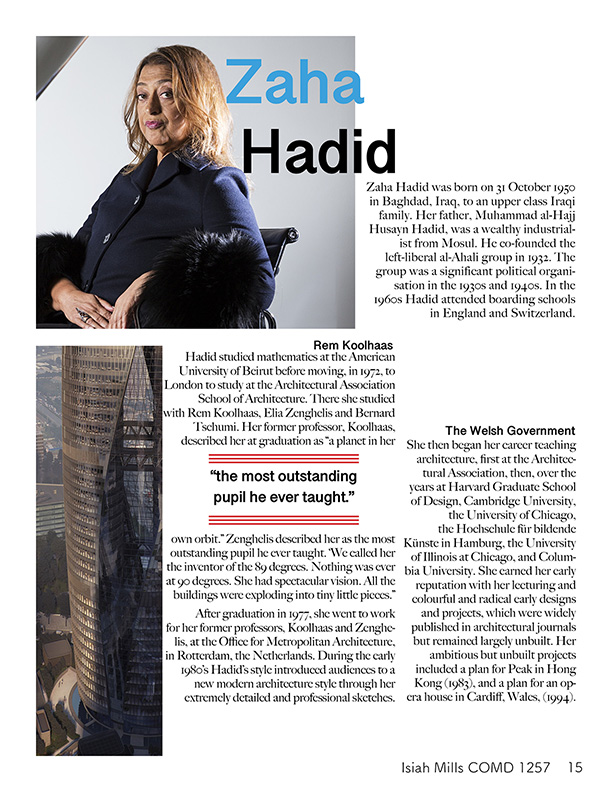 Zaha
Hadid
Zaha Hadid was born on 31 October 1950
in Baghdad, Iraq, to an upper class Iraqi
family. Her father, Muhammad al-Hajj
Husayn Hadid, was a wealthy industrial-
ist from Mosul. He co-founded the
left-liberal al-Ahali group in 1932. The
group was a significant political organi-
sation in the 1930s and 1940s. In the
1960s Hadid attended boarding schools
in England and Switzerland.
Rem Koolhaas
Hadid studied mathematics at the American
University of Beirut before moving, in 1972, to
London to study at the Architectural Association
School of Architecture. There she studied
with Rem Koolhaas, Elia Zenghelis and Bernard
Tschumi. Her former professor, Koolhaas,
described her at graduation as “a planet in her
“the most outstanding
pupil he ever taught.”
own orbit.” Zenghelis described her as the most
outstanding pupil he ever taught. ‘We called her
the inventor of the 89 degrees. Nothing was ever
at 90 degrees. She had spectacular vision. All the
buildings were exploding into tiny little pieces.”
After graduation in 1977, she went to work
for her former professors, Koolhaas and Zenghe-
lis, at the Office for Metropolitan Architecture,
in Rotterdam, the Netherlands. During the early
1980’s Hadid’s style introduced audiences to a
new modern architecture style through her
extremely detailed and professional sketches.
The Welsh Government
She then began her career teaching
architecture, first at the Architec-
tural Association, then, over the
years at Harvard Graduate School
of Design, Cambridge University,
the University of Chicago,
the Hochschule für bildende
Künste in Hamburg, the University
of Illinois at Chicago, and Colum-
bia University. She earned her early
reputation with her lecturing and
colourful and radical early designs
and projects, which were widely
published in architectural journals
but remained largely unbuilt. Her
ambitious but unbuilt projects
included a plan for Peak in Hong
Kong (1983), and a plan for an op-
era house in Cardiff, Wales, (1994).
Isiah Mills COMD 1257 15